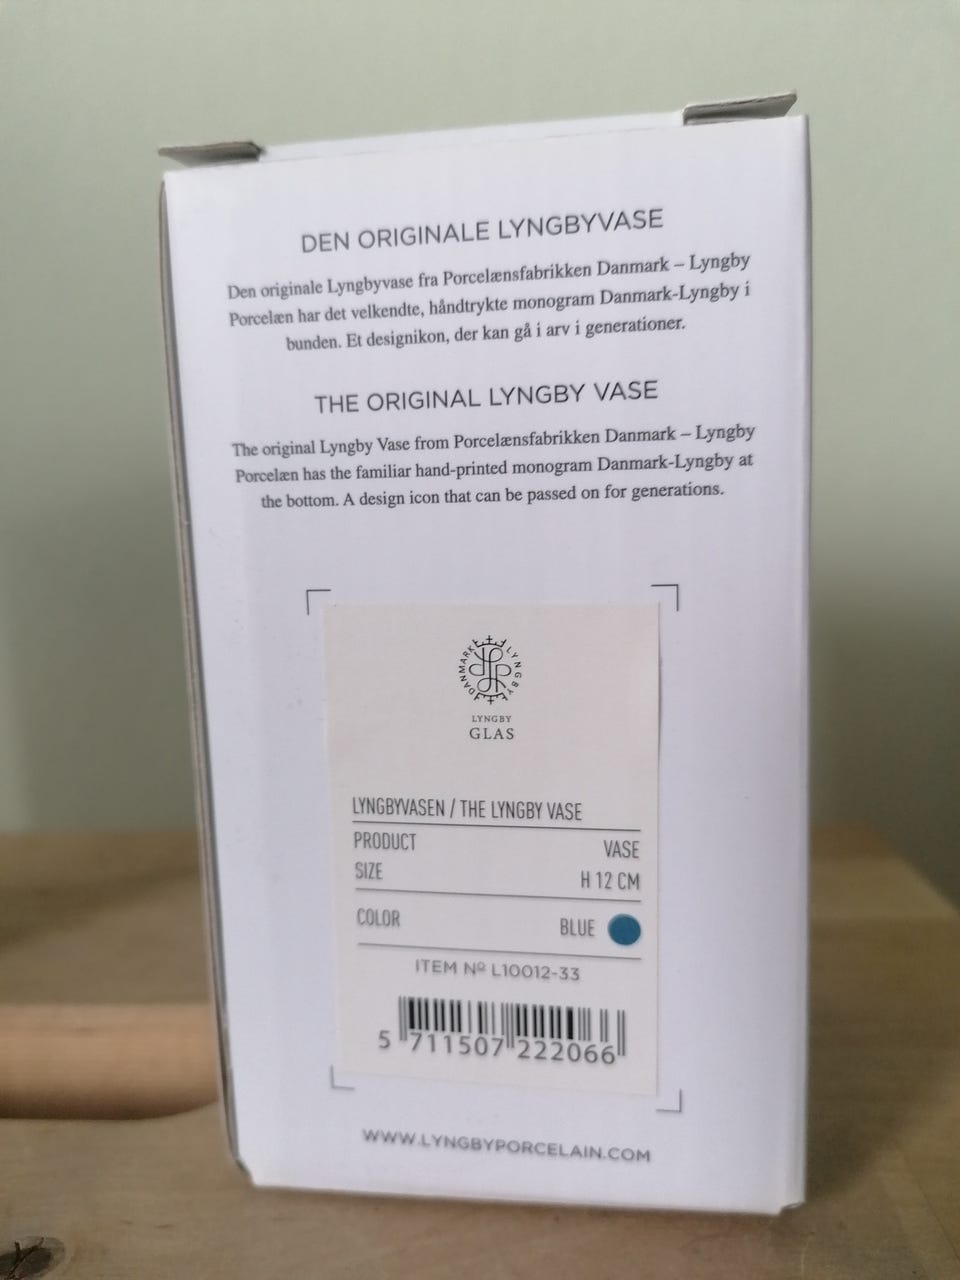 DEN ORIGINALE LYNGBYVASE
Den originale Lyngbyvase fra Porcelænsfabrikken Danmark – Lyngby
Porcelæn har det velkendte, håndtrykte monogram Danmark-Lyngby i
bunden. Et designikon, der kan gå i arv i generationer.
THE ORIGINAL LYNGBY VASE
The original Lyngby Vase from Porcelænsfabrikken Danmark – Lyngby
Porcelæn has the familiar hand-printed monogram Danmark-Lyngby at
the bottom. A design icon that can be passed on for generations.
DANMARK LYNGBY
LYNGBY
GLAS
LYNGBYVASEN / THE LYNGBY VASE
PRODUCT VASE
SIZE H 12 CM
COLOR BLUE
ITEM Nº L10012-33
5 711507 222066
WWW.LYNGBYPORCELAIN.COM